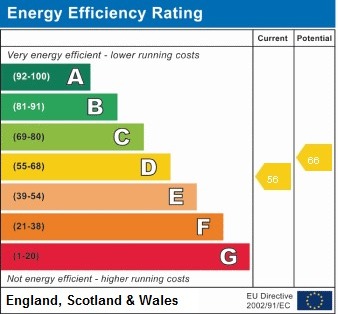 Energy Efficiency Rating
Current Potential
Very energy efficient - lower running costs
(92-100) A
(81-91) B
(69-80) C
(55-68) D
66
56
(39-54) E
(21-38) F
(1-20) G
Not energy efficient - higher running costs
England, Scotland & Wales
EU Directive
2002/91/EC